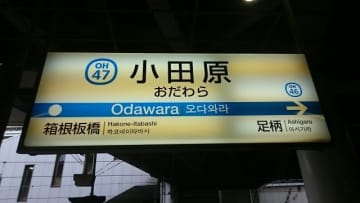 OH
47
小田原
おだわら
OH
46
Odawara 오다와라
箱根板橋
Hakone-Itabashi
하코네이타바시
足柄
Ashigara
아시가라